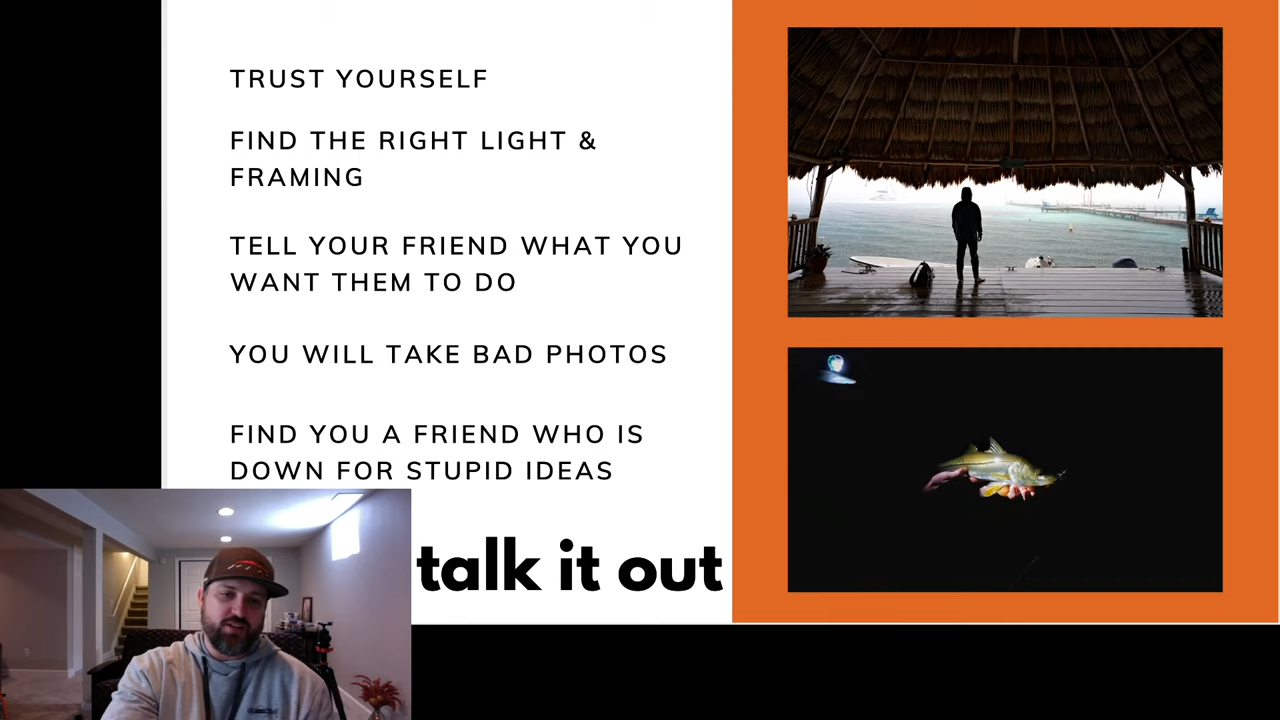 TRUST YOURSELF
FIND THE RIGHT LIGHT &
FRAMING
TELL YOUR FRIEND WHAT YOU
WANT THEM TO DO
YOU WILL TAKE BAD PHOTOS
FIND YOU A FRIEND WHO IS
DOWN FOR STUPID IDEAS
talk it out